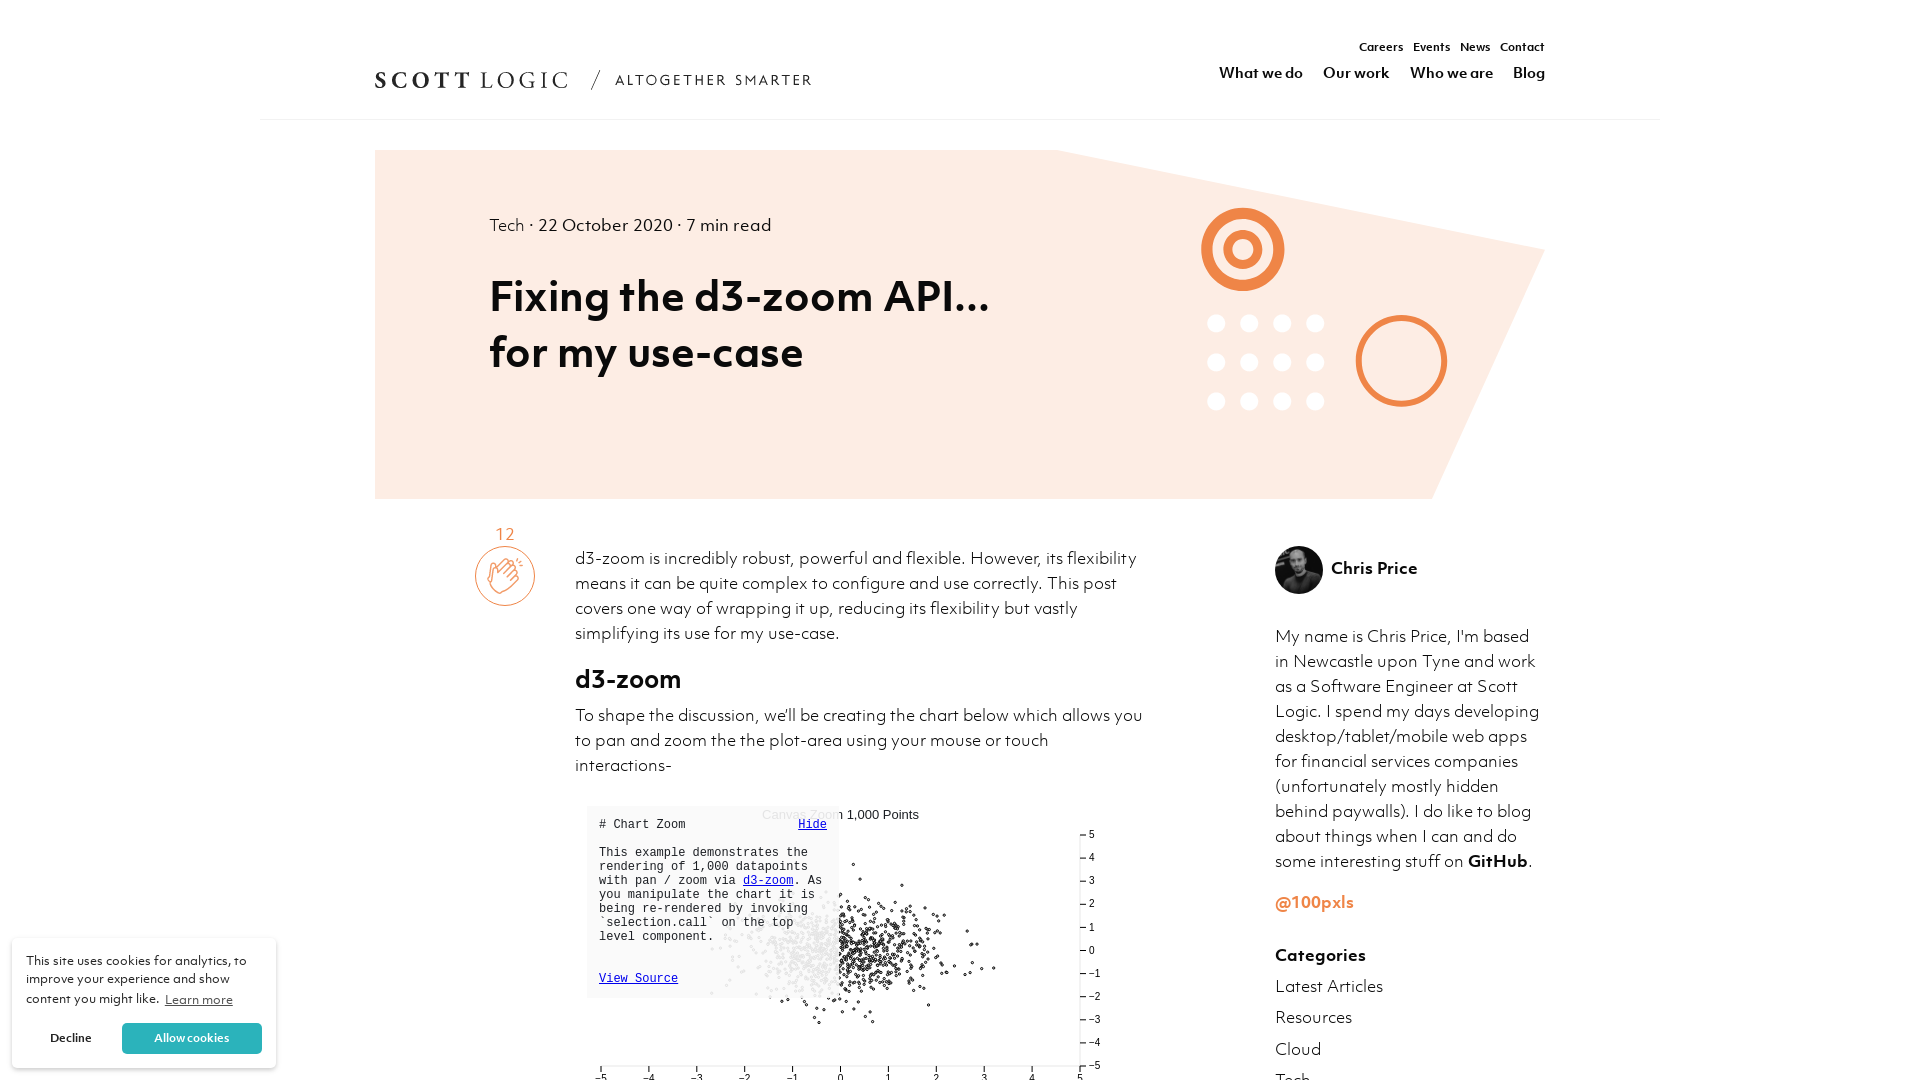 Careers Events News Contact
SCOTT LOGIC / ALTOGETHER SMARTER
What we do Our work Who we are Blog
Tech · 22 October 2020 · 7 min read
Fixing the d3-zoom API...
for my use-case
12
d3-zoom is incredibly robust, powerful and flexible. However, its flexibility
means it can be quite complex to configure and use correctly. This post
covers one way of wrapping it up, reducing its flexibility but vastly
simplifying its use for my use-case.
d3-zoom
To shape the discussion, we’ll be creating the chart below which allows you
to pan and zoom the the plot-area using your mouse or touch
interactions-
Canvas Zoom 1,000 Points
# Chart Zoom Hide
This example demonstrates the
rendering of 1,000 datapoints
with pan / zoom via d3-zoom. As
you manipulate the chart it is
being re-rendered by invoking
`selection.call` on the top
level component.
View Source
5
4
3
2
1
0
−1
−2
−3
−4
−5
−5 −4 −3 −2 −1 0 1 2 3 4 5
Chris Price
My name is Chris Price, I'm based
in Newcastle upon Tyne and work
as a Software Engineer at Scott
Logic. I spend my days developing
desktop/tablet/mobile web apps
for financial services companies
(unfortunately mostly hidden
behind paywalls). I do like to blog
about things when I can and do
some interesting stuff on GitHub.
@100pxls
Categories
Latest Articles
Resources
Cloud
Tech
This site uses cookies for analytics, to
improve your experience and show
content you might like. Learn more
Decline Allow cookies